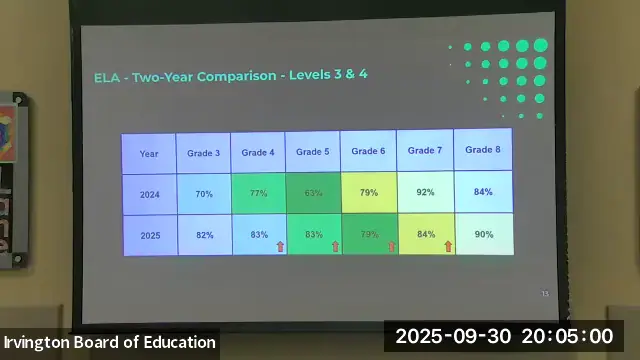 ELA - Two-Year Comparison - Levels 3 & 4
Year Grade 3 Grade 4 Grade 5 Grade 6 Grade 7 Grade 8
2024 70% 77% 63% 79% 92% 84%
2025 82% 83% 83% 79% 84% 90%
13
Irvington Board of Education
2025-09-30 20:05:00